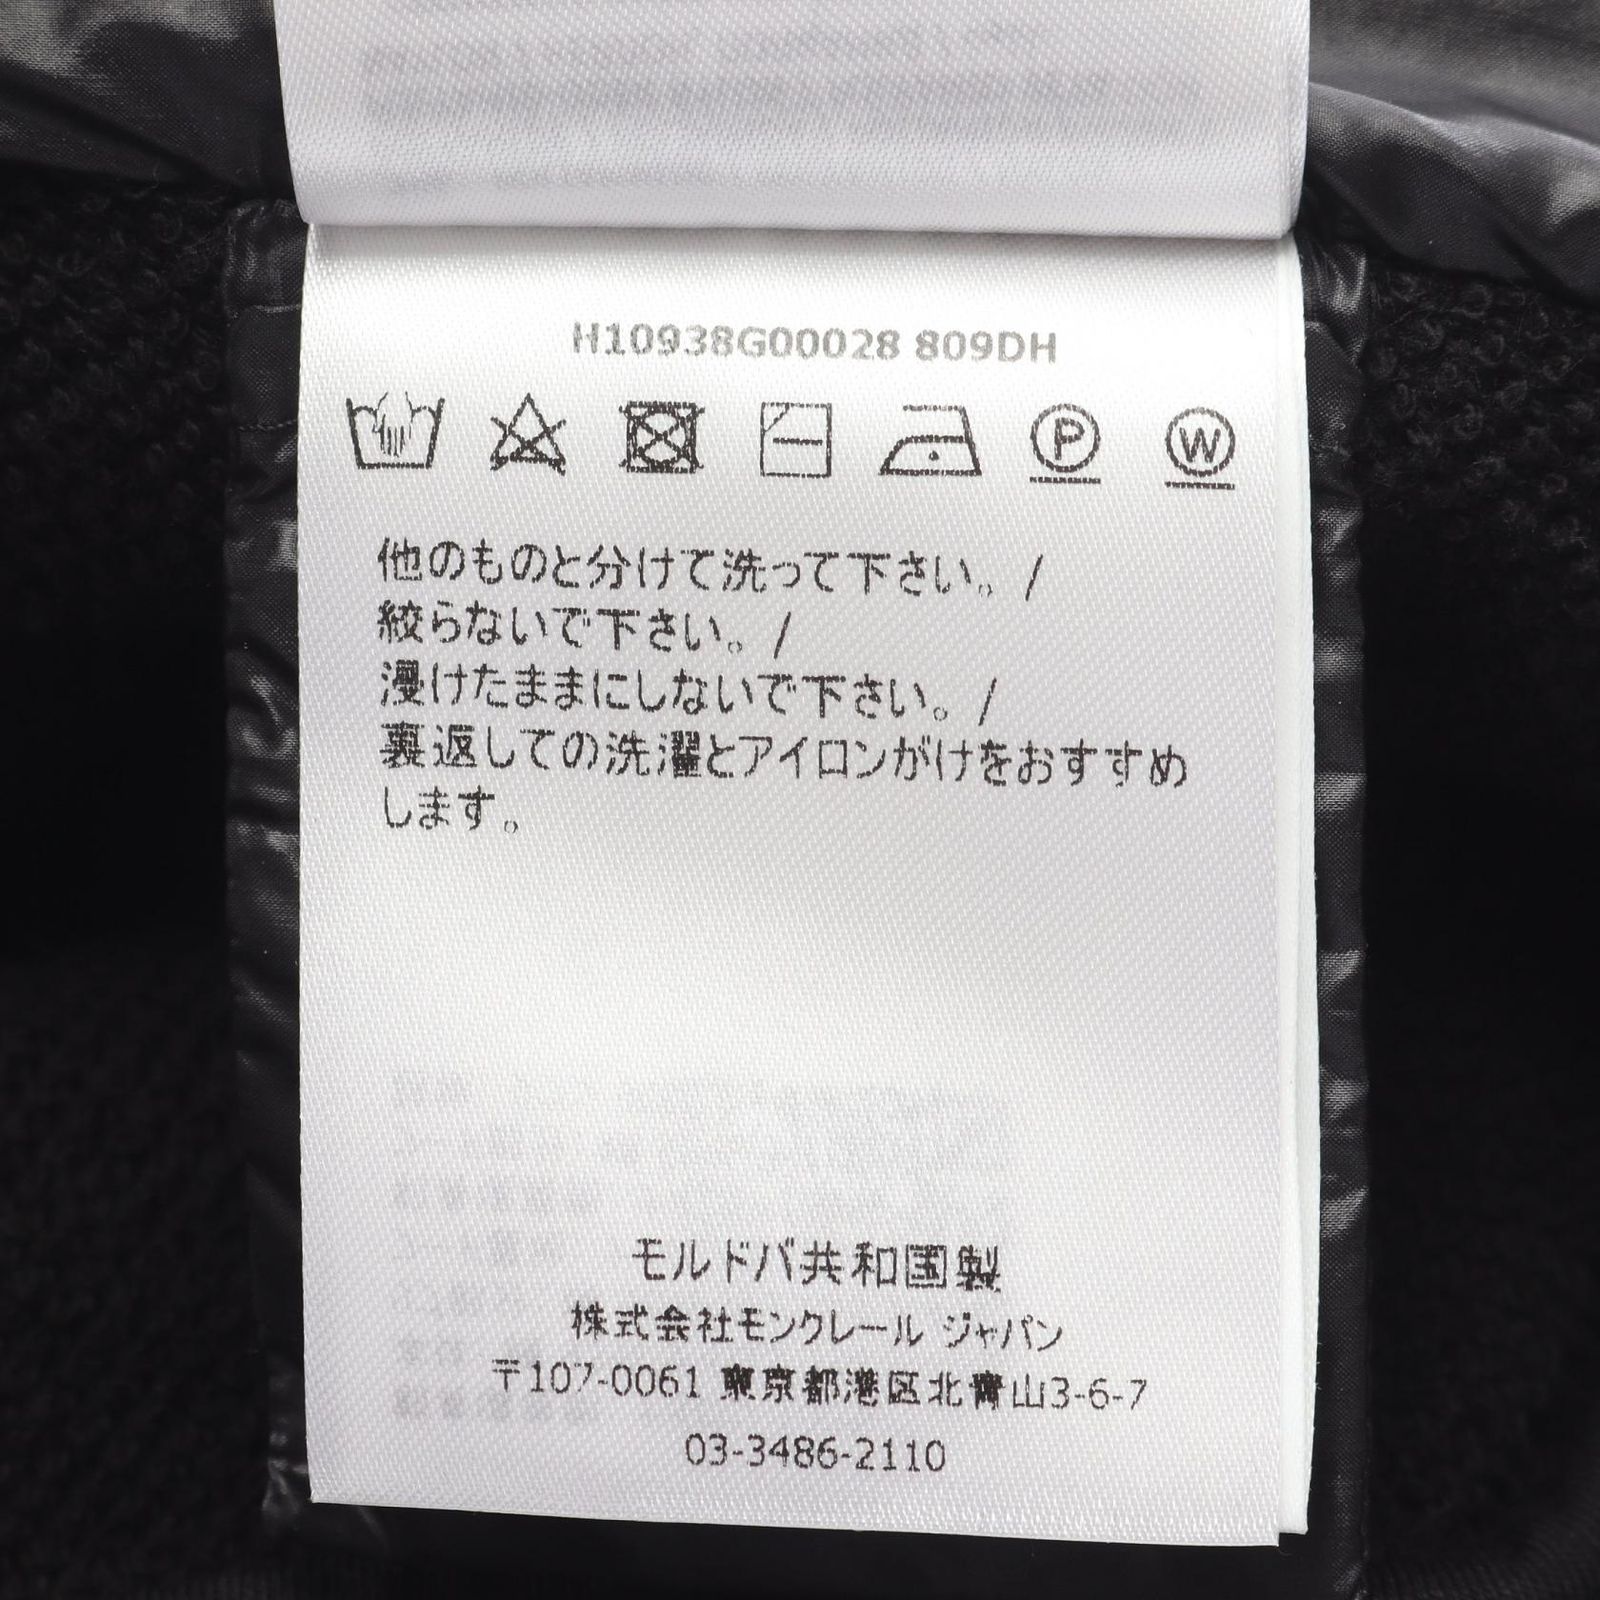 H10938G00028 809DH
P W
他のものと分けて洗って下さい。/
絞らないで下さい。/
浸けたままにしないで下さい。/
裏返しての洗濯とアイロンがけをおすすめ
します。
モルドバ共和国製
株式会社モンクレール ジャパン
〒107-0061 東京都港区北青山3-6-7
03-3486-2110